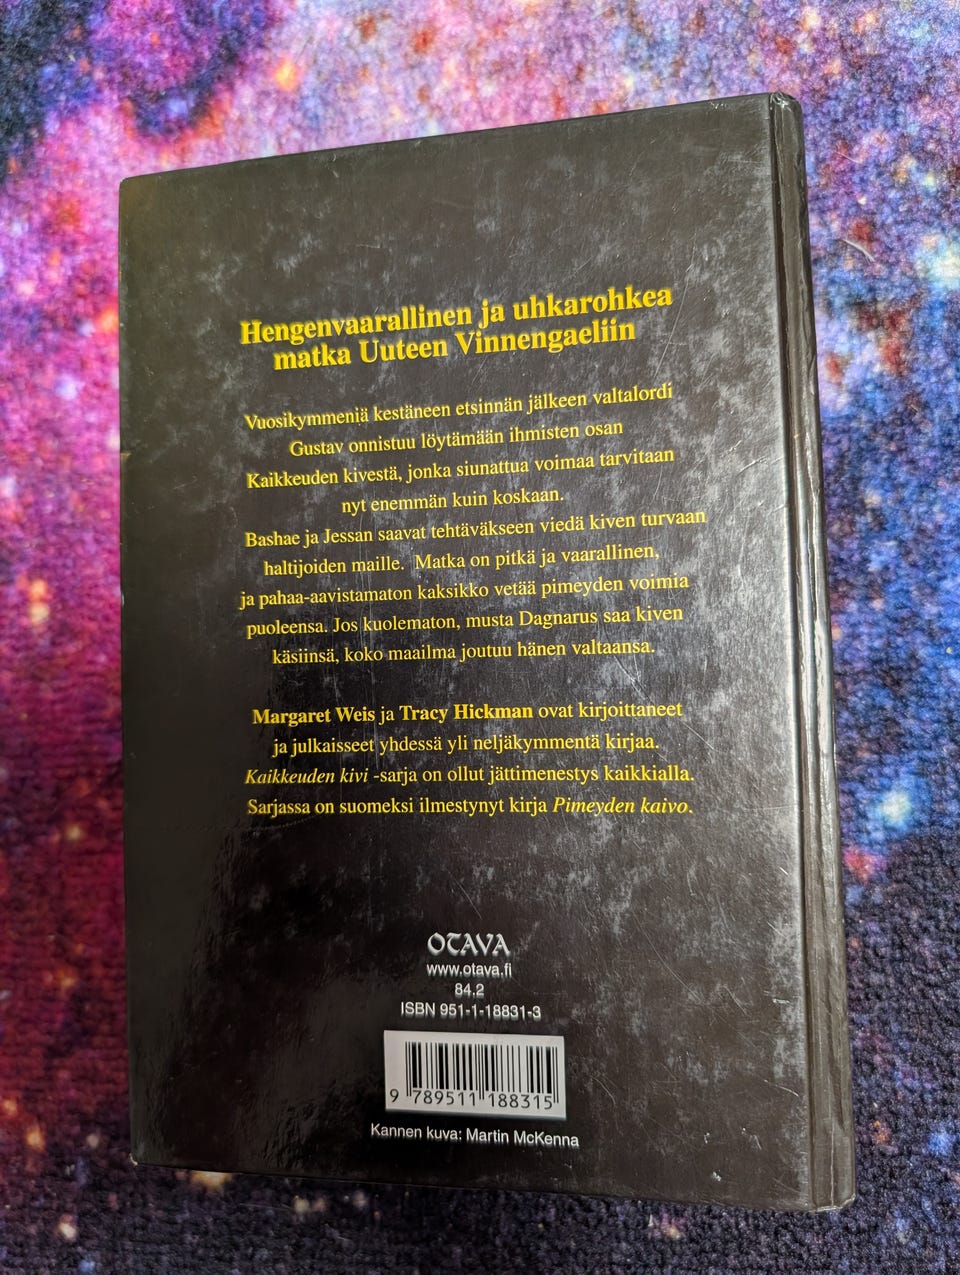 Hengenvaarallinen ja uhkarohkea
matka Uuteen Vinnengaeliin
Vuosikymmeniä kestäneen etsinnän jälkeen valtalordi
Gustav onnistuu löytämään ihmisten osan
Kaikkeuden kivestä, jonka siunattua voimaa tarvitaan
nyt enemmän kuin koskaan.
Bashae ja Jessan saavat tehtäväkseen viedä kiven turvaan
haltijoiden maille. Matka on pitkä ja vaarallinen,
ja pahaa-aavistamaton kaksikko vetää pimeyden voimia
puoleensa. Jos kuolematon, musta Dagnarus saa kiven
käsiinsä, koko maailma joutuu hänen valtaansa.
Margaret Weis ja Tracy Hickman ovat kirjoittaneet
ja julkaisseet yhdessä yli neljäkymmentä kirjaa.
Kaikkeuden kivi -sarja on ollut jättimenestys kaikkialla.
Sarjassa on suomeksi ilmestynyt kirja Pimeyden kaivo.
OTAVA
www.otava.fi
84.2
ISBN 951-1-18831-3
9 789511 188315
Kannen kuva: Martin McKenna